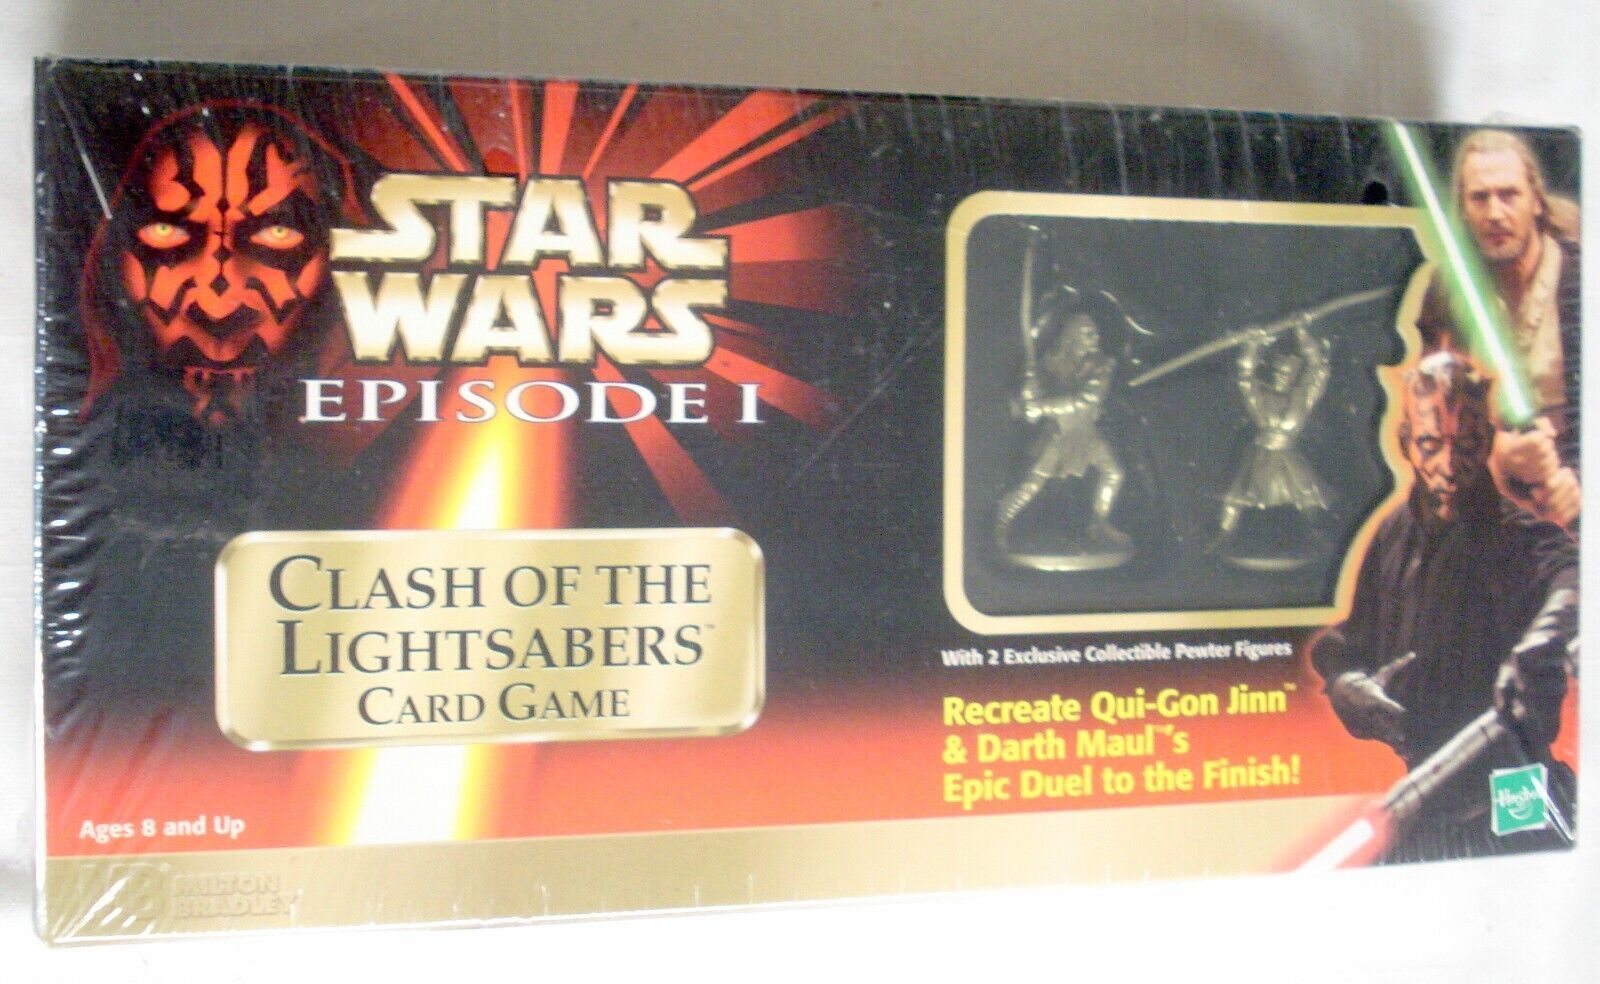 STAR
WARS
EPISODE I
CLASH OF THE
LIGHTSABERS™
CARD GAME
With 2 Exclusive Collectible Pewter Figures
Recreate Qui-Gon Jinn™
& Darth Maul™'s
Epic Duel to the Finish!
Ages 8 and Up
MB
MILTON
BRADLEY
Hasbro